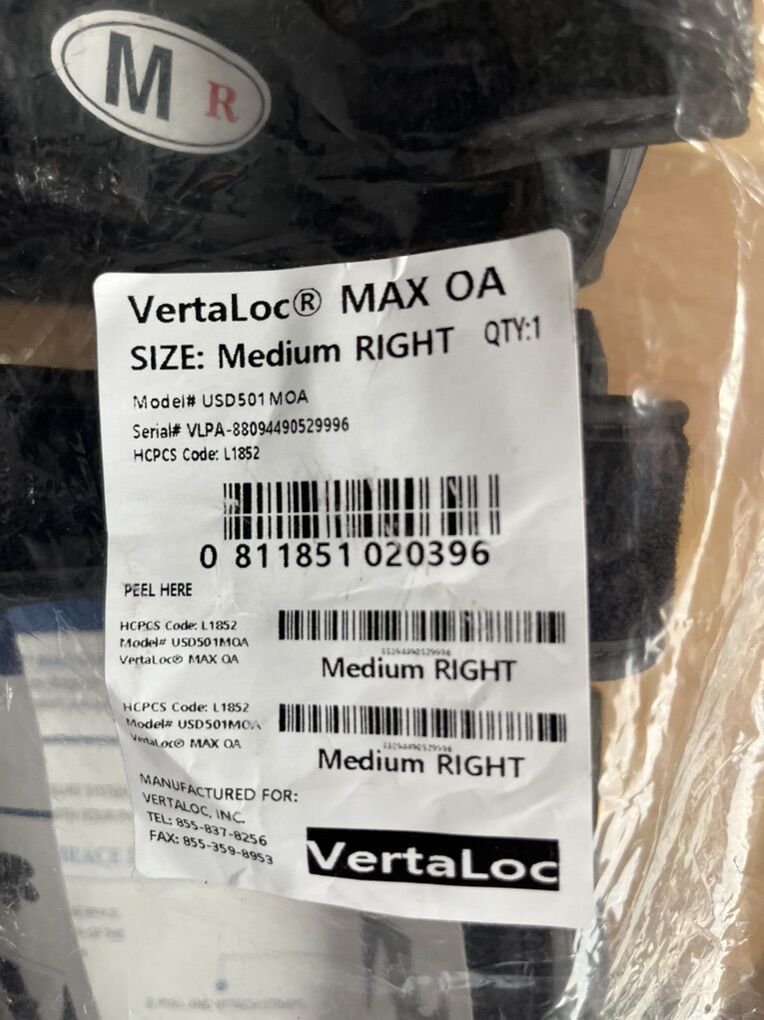 M R
VertaLoc® MAX OA
SIZE: Medium RIGHT QTY:1
Model# USD501MOA
Serial# VLPA-88094490529996
HCPCS Code: L1852
0 811851 020396
PEEL HERE
HCPCS Code: L1852
Model# USD501MOA
VertaLoc® MAX OA
Medium RIGHT
HCPCS Code: L1852
Model# USD501MOA
VertaLoc® MAX OA
Medium RIGHT
MANUFACTURED FOR:
VERTALOC, INC.
TEL: 855-837-8256
FAX: 855-359-8953
VertaLoc